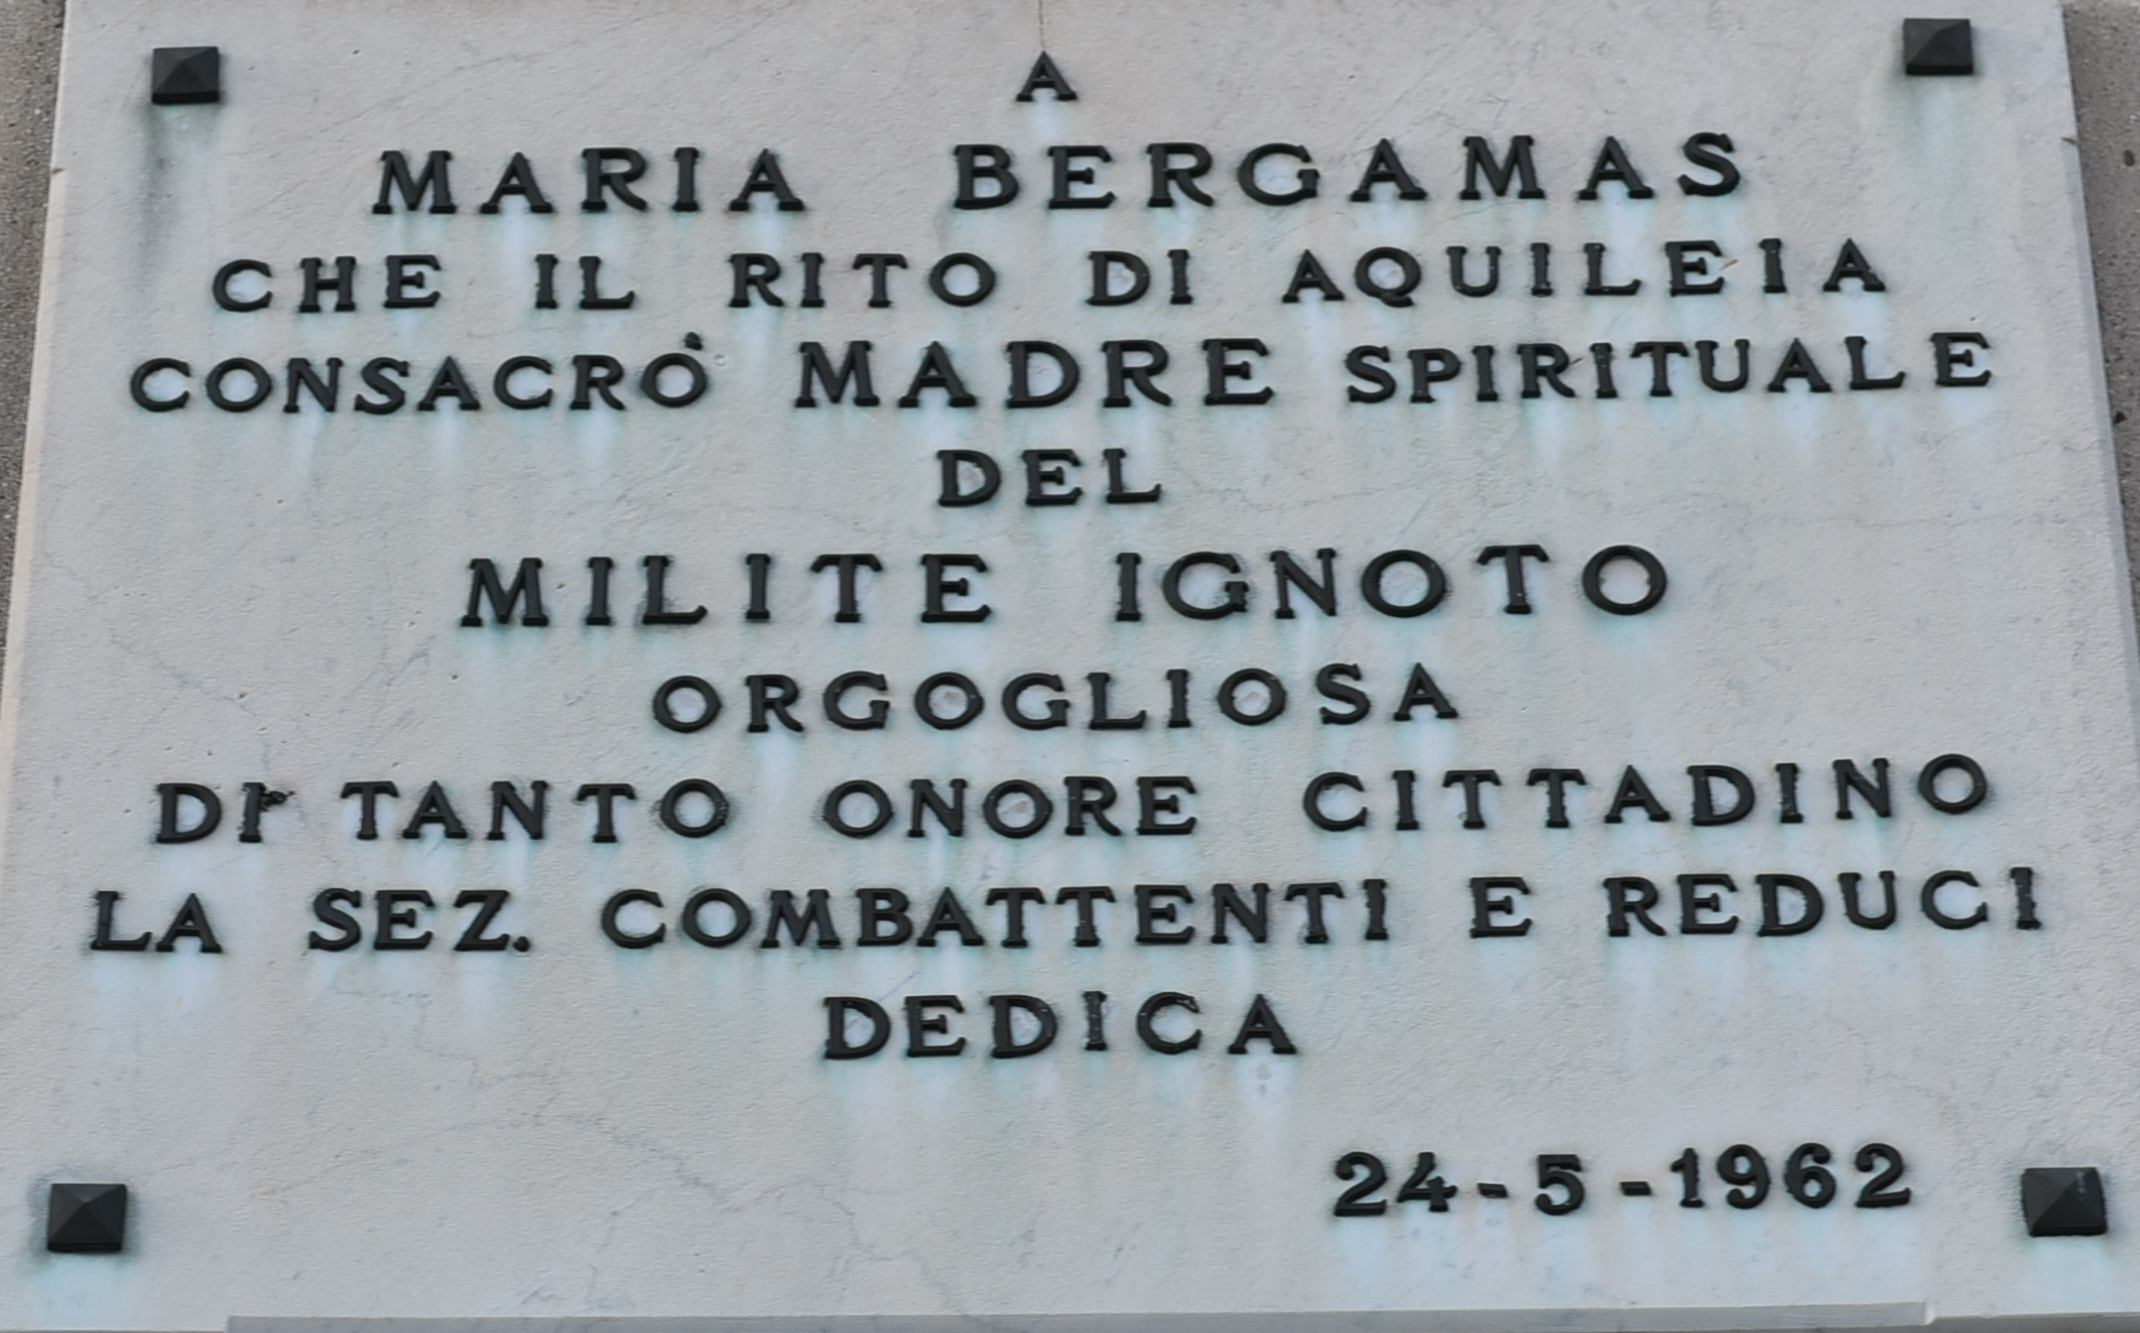 A
MARIA BERGAMAS
CHE IL RITO DI AQUILEIA
CONSACRÒ MADRE SPIRITUALE
DEL
MILITE IGNOTO
ORGOGLIOSA
DI TANTO ONORE CITTADINO
LA SEZ. COMBATTENTI E REDUCI
DEDICA
24-5-1962